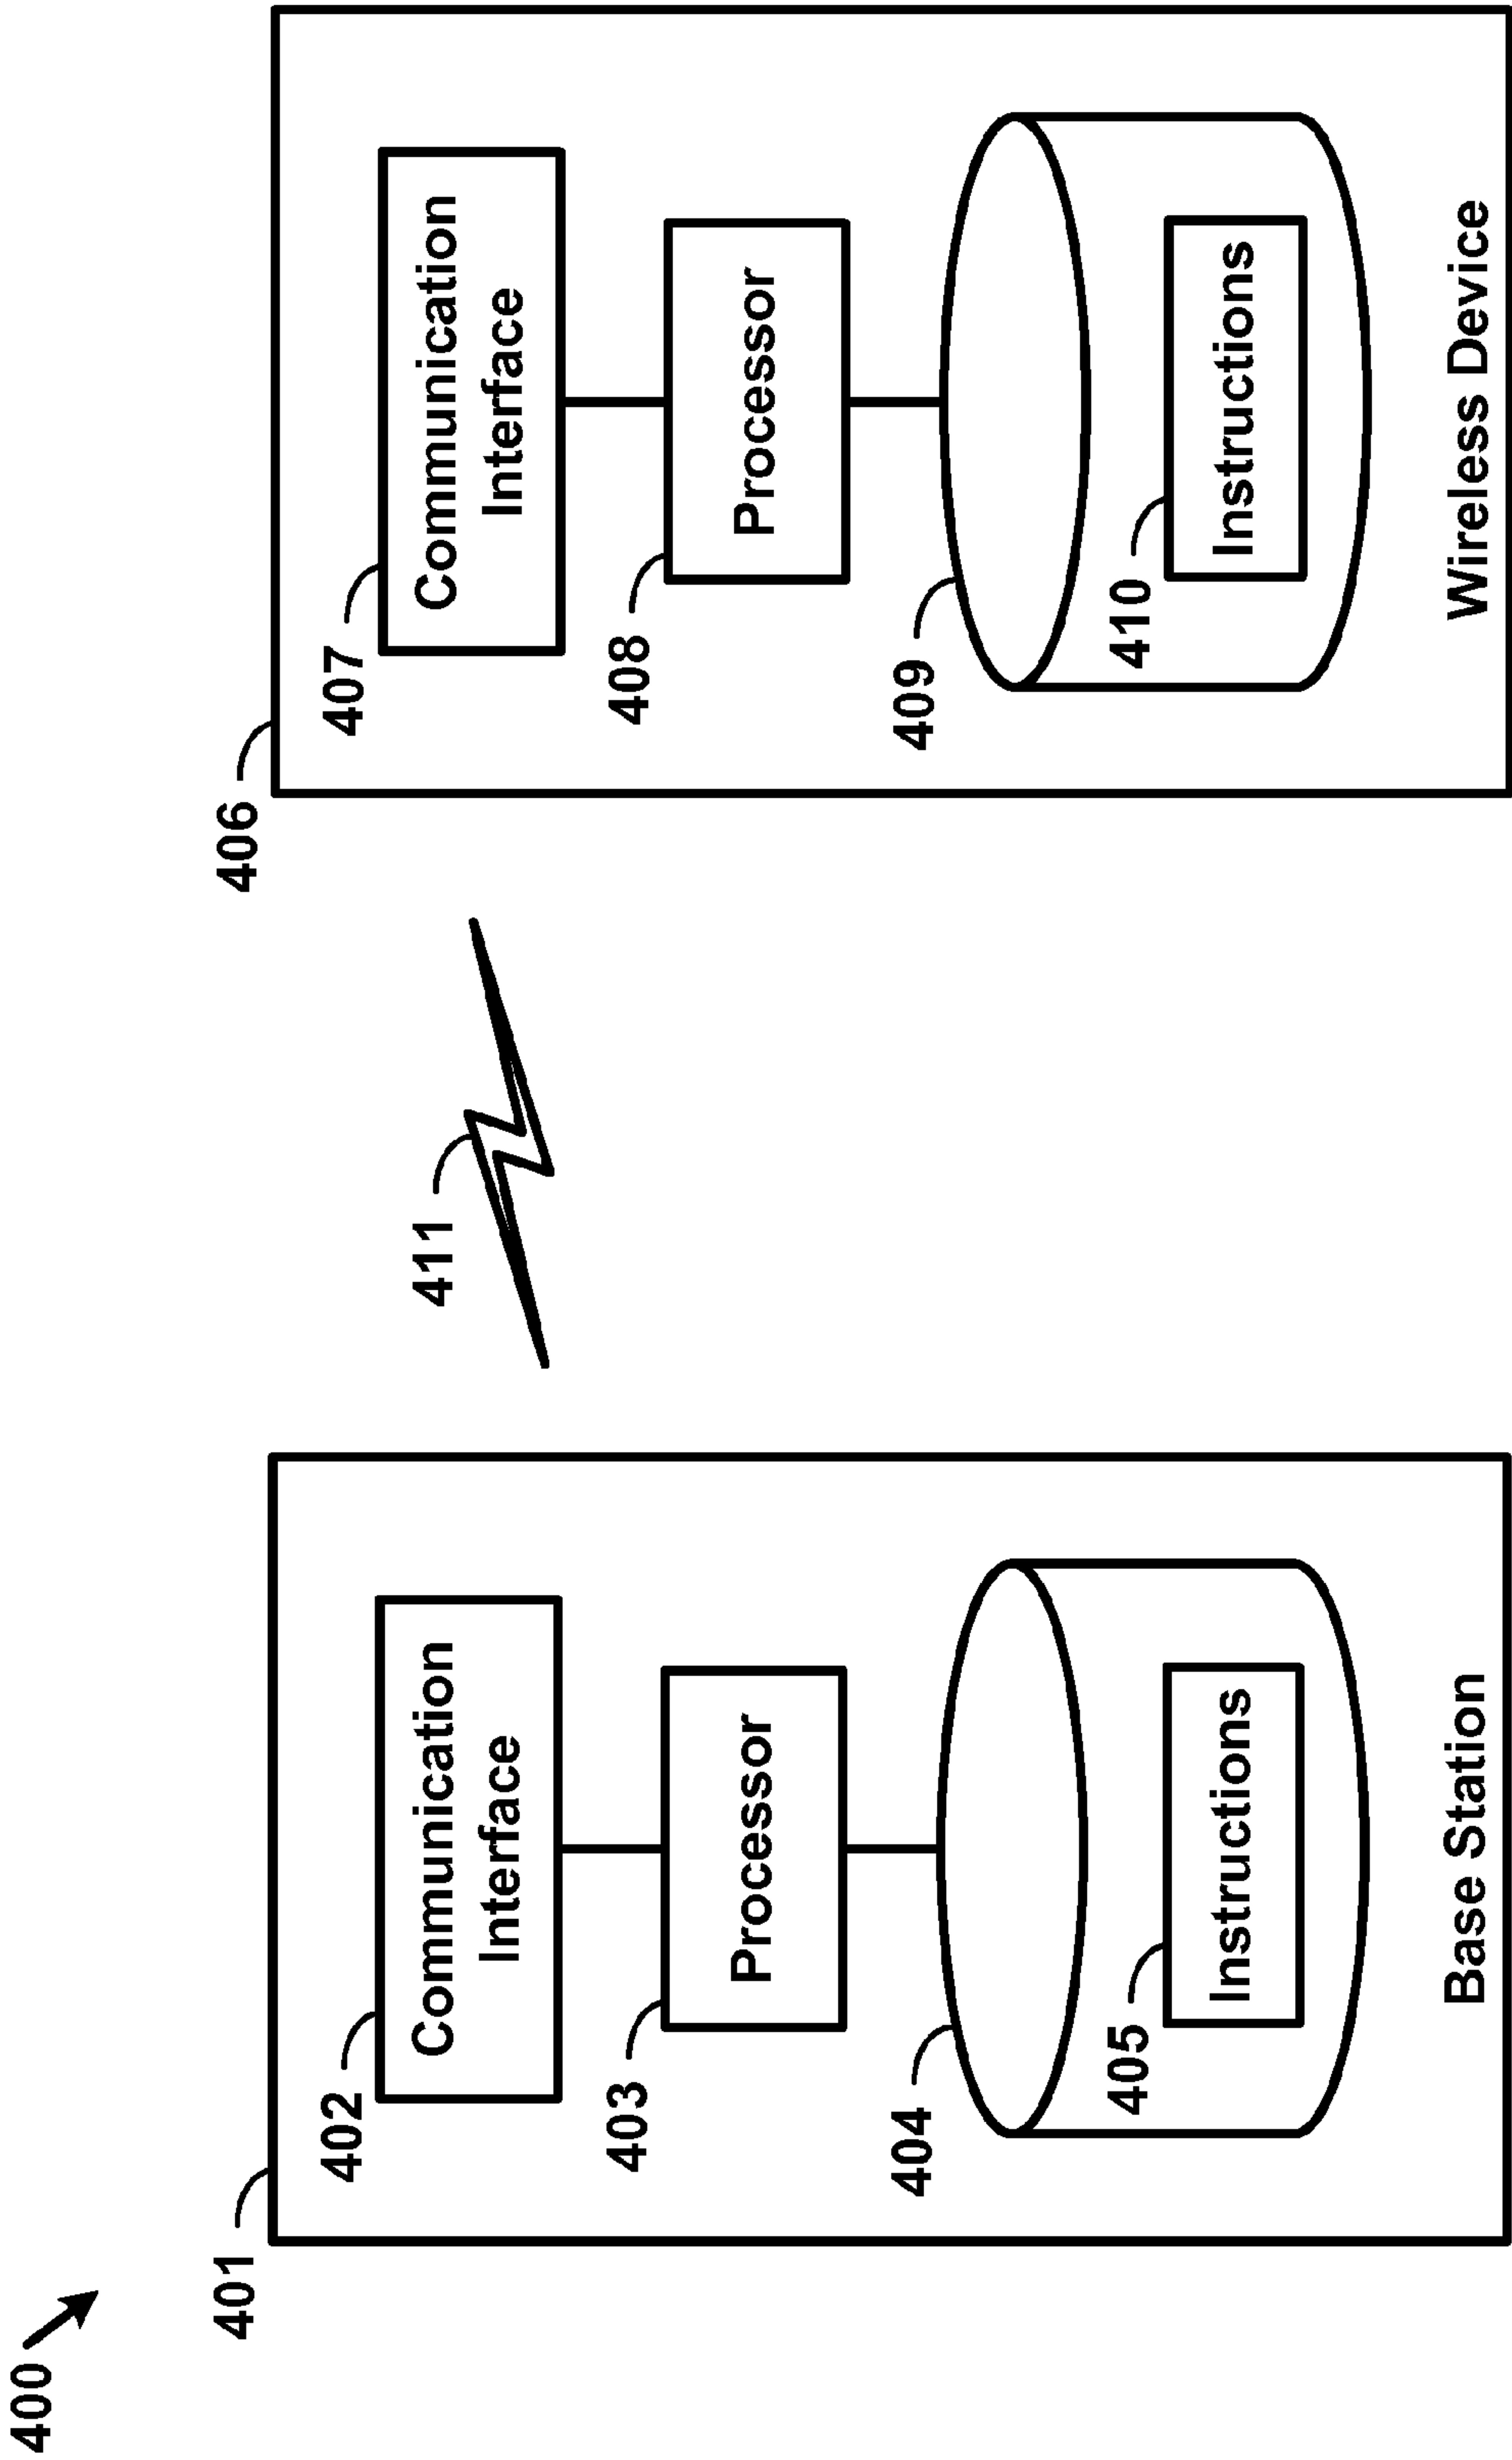 400
401
402
Communication
Interface
403
Processor
404
405
Instructions
Base Station
411
406
407
Communication
Interface
408
Processor
409
410
Instructions
Wireless Device